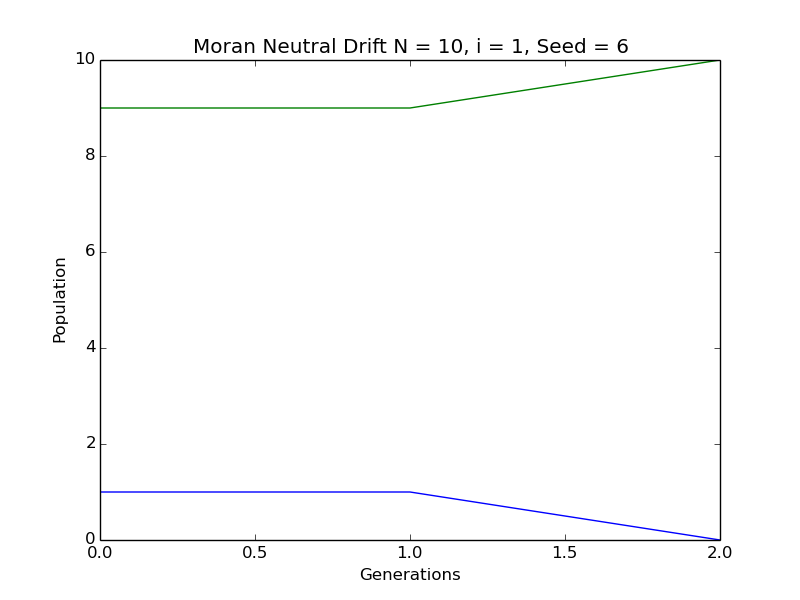 Moran Neutral Drift N = 10, i = 1, Seed = 6
10
8
6
4
2
0
Population
0.0 0.5 1.0 1.5 2.0
Generations